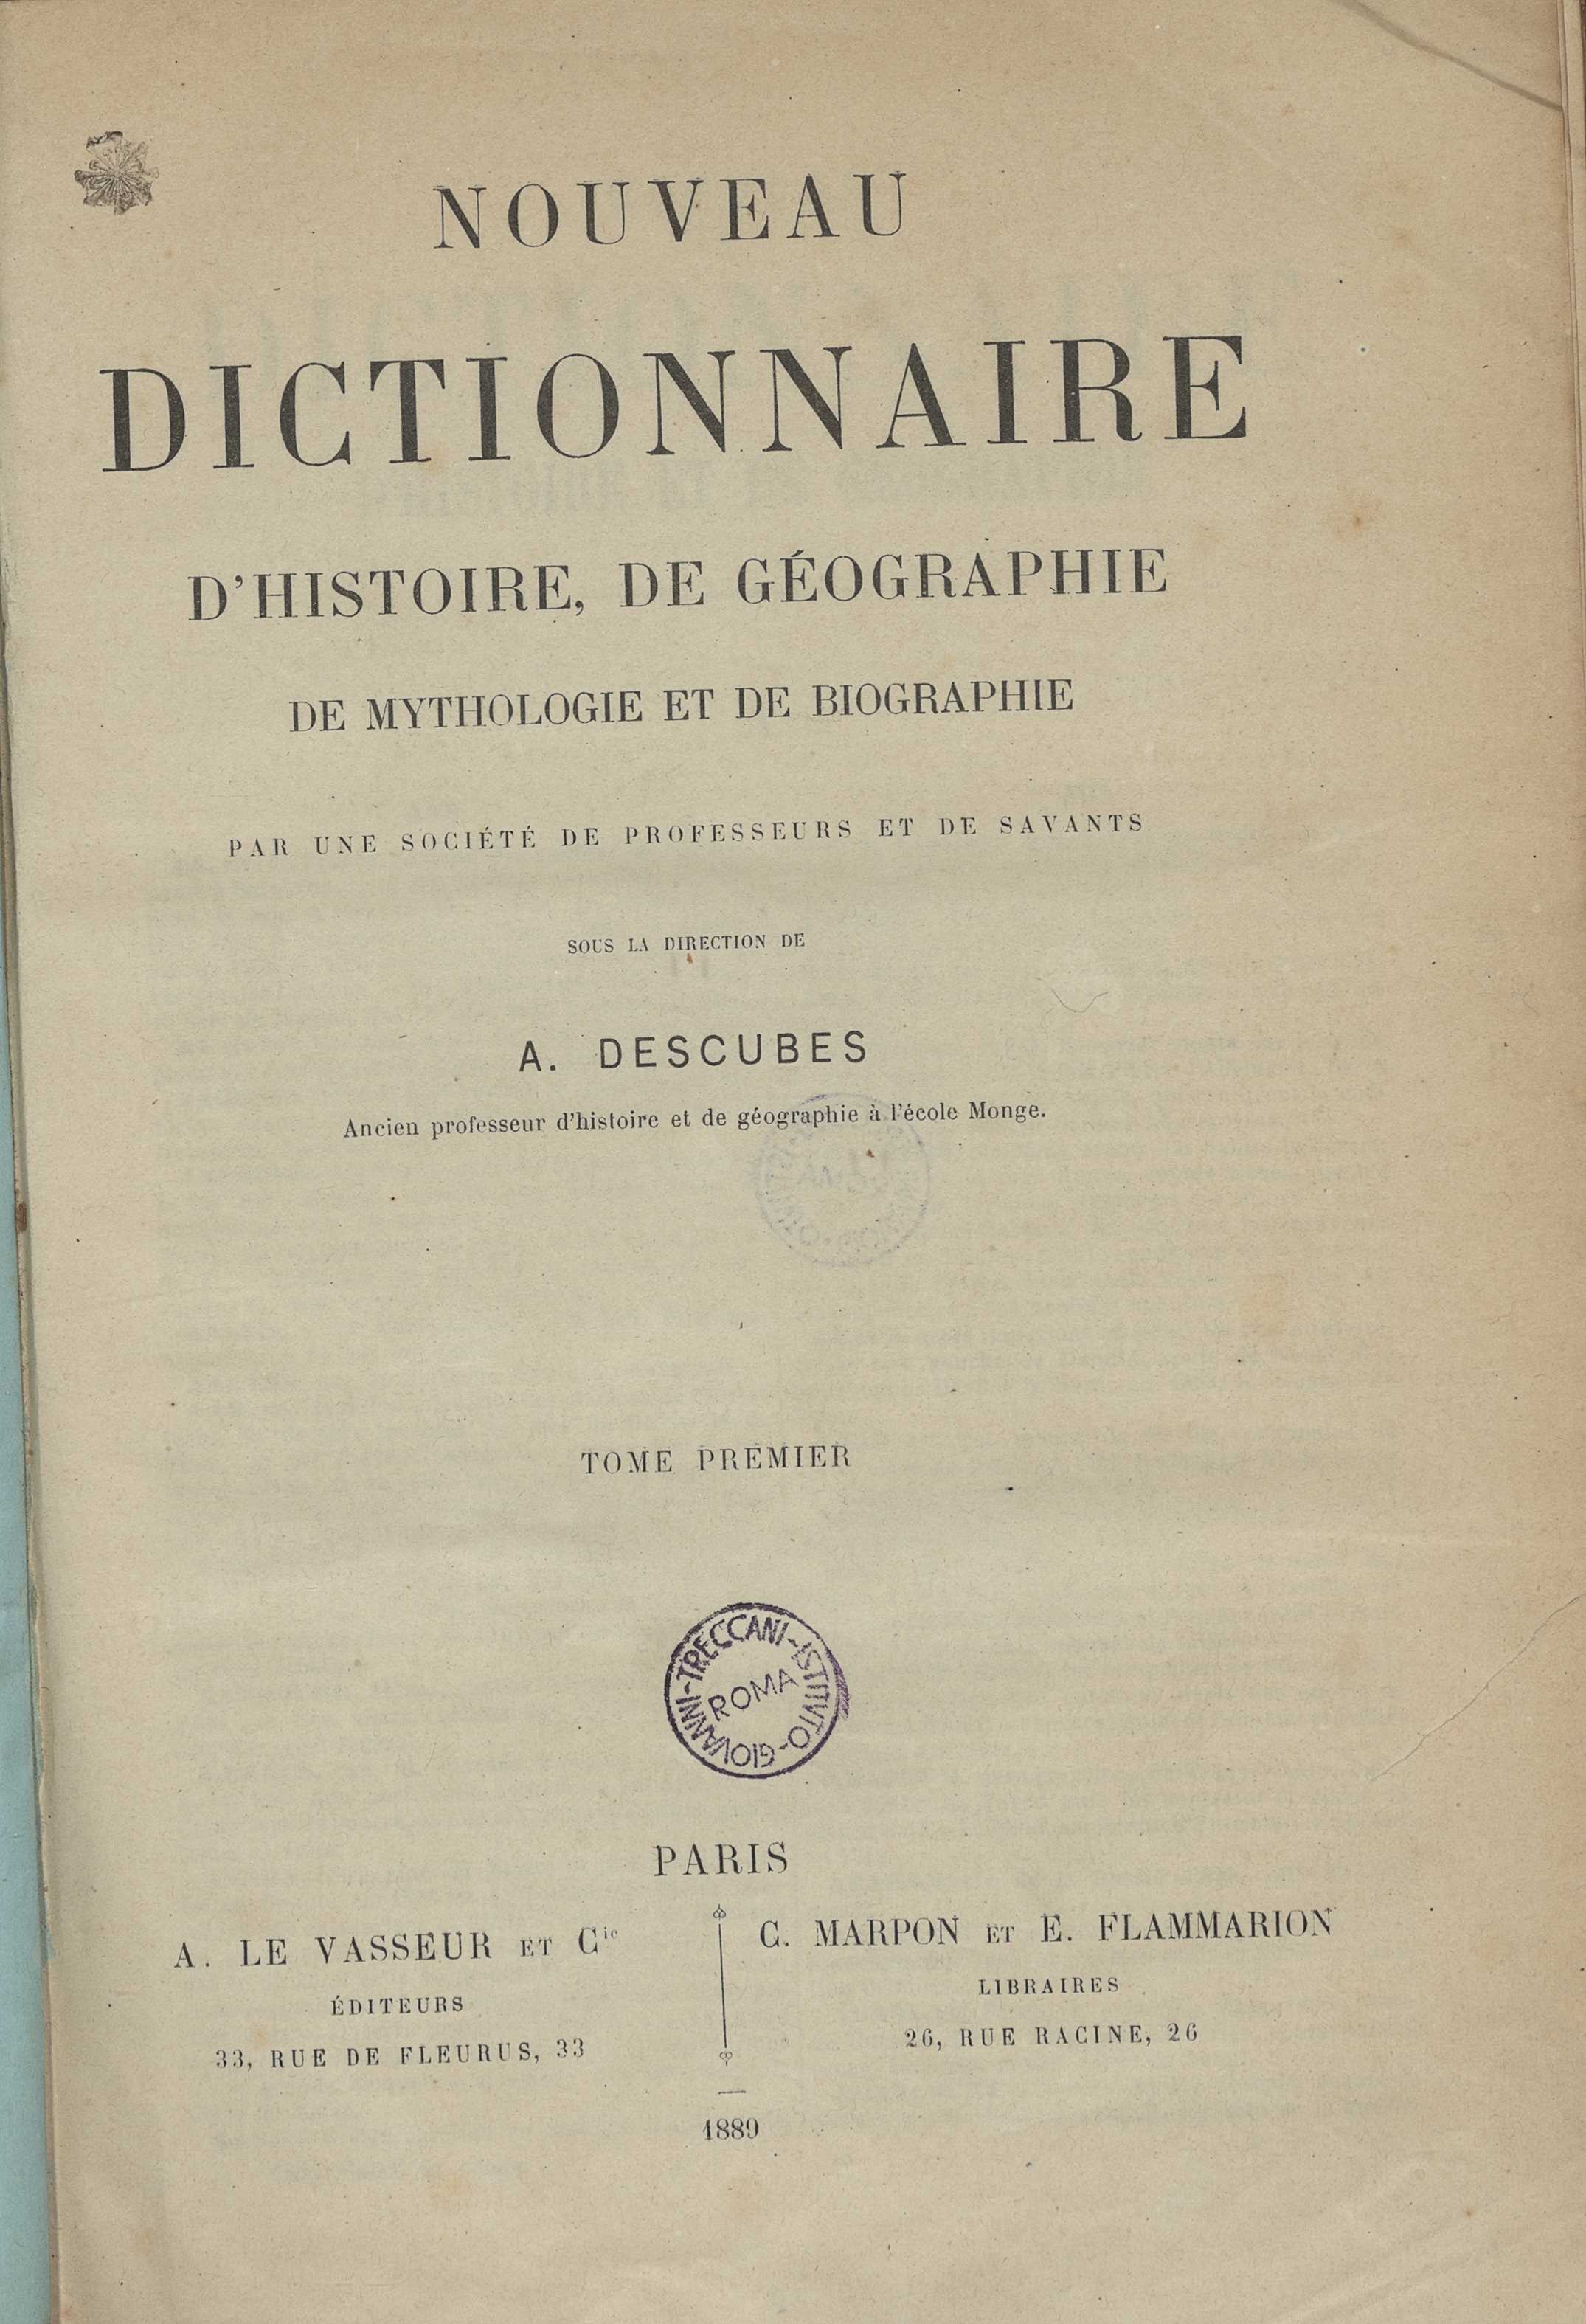 NOUVEAU
DICTIONNAIRE
D'HISTOIRE, DE GÉOGRAPHIE
DE MYTHOLOGIE ET DE BIOGRAPHIE
PAR UNE SOCIÉTÉ DE PROFESSEURS ET DE SAVANTS
SOUS LA DIRECTION DE
A. DESCUBES
Ancien professeur d'histoire et de géographie à l'école Monge.
TOME PREMIER
ISTITVTO-GIOVANNI-TRECCANI-
ROMA
PARIS
A. LE VASSEUR ET Cie
ÉDITEURS
33, RUE DE FLEURUS, 33
C. MARPON ET E. FLAMMARION
LIBRAIRES
26, RUE RACINE, 26
1889